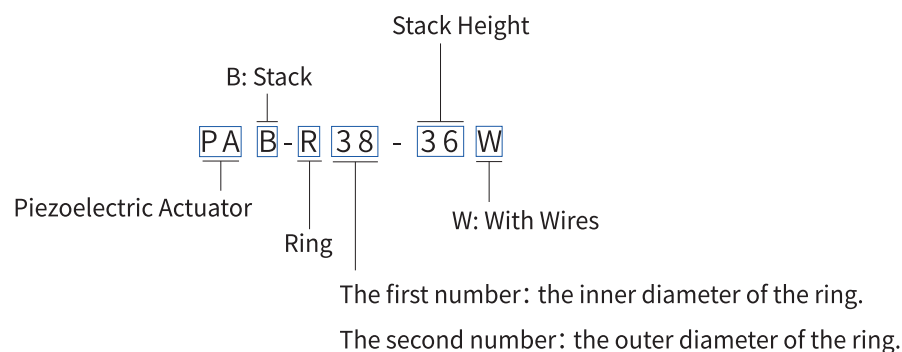 Stack Height
B: Stack
PA B - R 38 - 36 W
Piezoelectric Actuator
W: With Wires
Ring
The first number: the inner diameter of the ring.
The second number: the outer diameter of the ring.